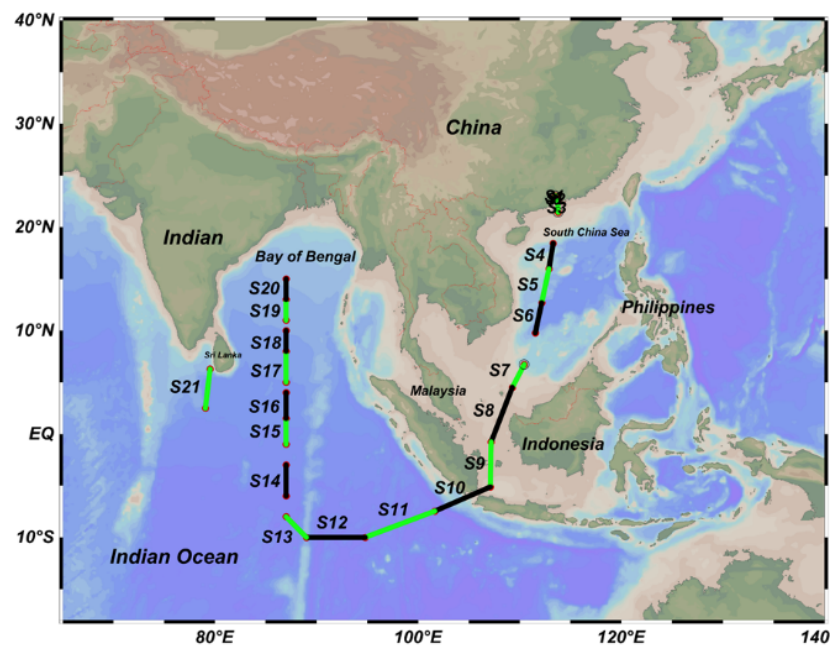 40°N
30°N
20°N
10°N
EQ
10°S
80°E
100°E
120°E
140
China
Indian
Bay of Bengal
South China Sea
S3
S4
S5
S6
Philippines
S20
S19
S18
Sri Lanka
S17
S21
S16
S15
S14
S7
Malaysia
S8
Indonesia
S9
S10
S11
S12
S13
Indian Ocean